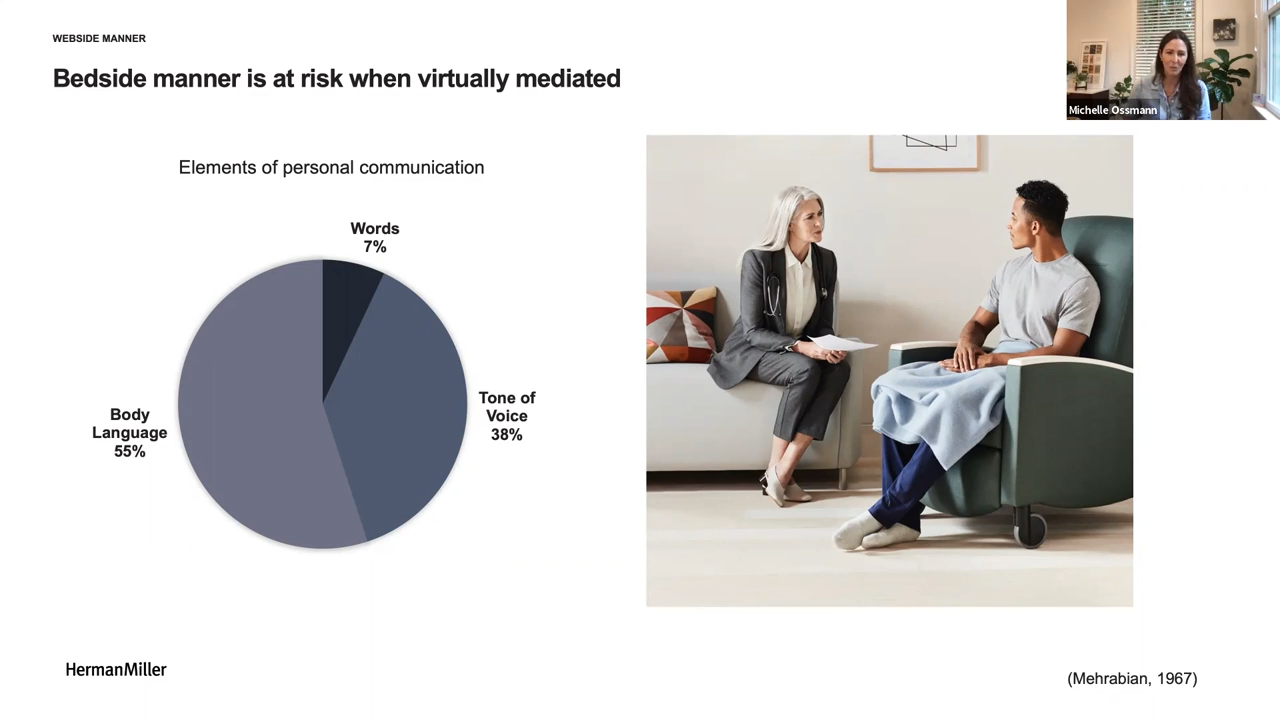 WEBSIDE MANNER
Bedside manner is at risk when virtually mediated
Michelle Ossmann
Elements of personal communication
Words
7%
Tone of
Voice
38%
Body
Language
55%
HermanMiller
(Mehrabian, 1967)